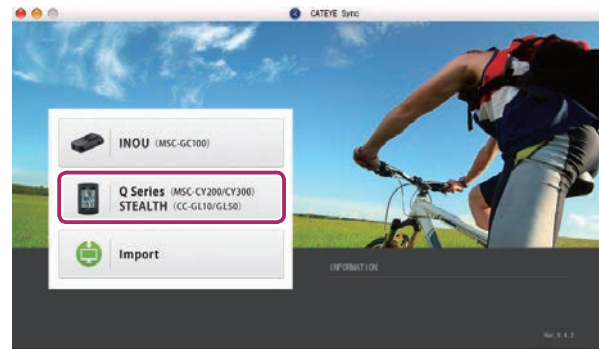 CATEYE Sync
INOU (MSC-GC100)
Q Series (MSC-CY200/CY300)
STEALTH (CC-GL10/GL50)
Import
INFORMATION